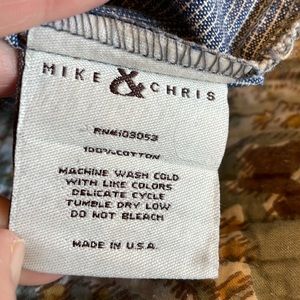 MIKE & CHRIS
RN#109053
100% COTTON
MACHINE WASH COLD
WITH LIKE COLORS
DELICATE CYCLE
TUMBLE DRY LOW
DO NOT BLEACH
MADE IN U.S.A.